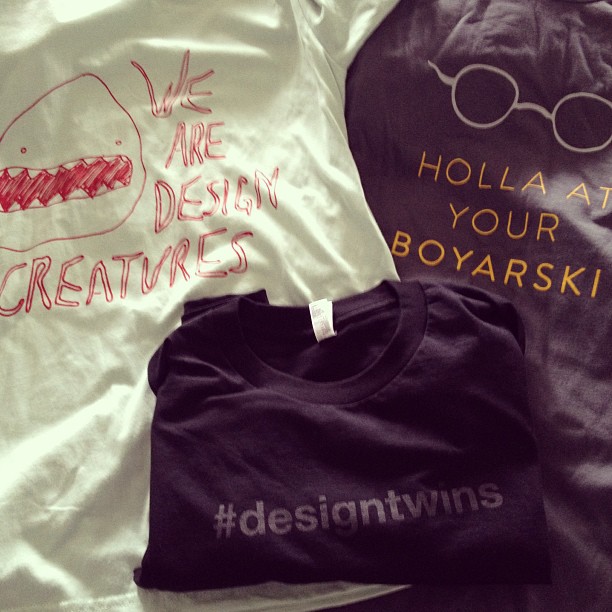 WE
ARE
DESIGN
CREATURES
HOLLA AT
YOUR
BOYARSKI
#designtwins